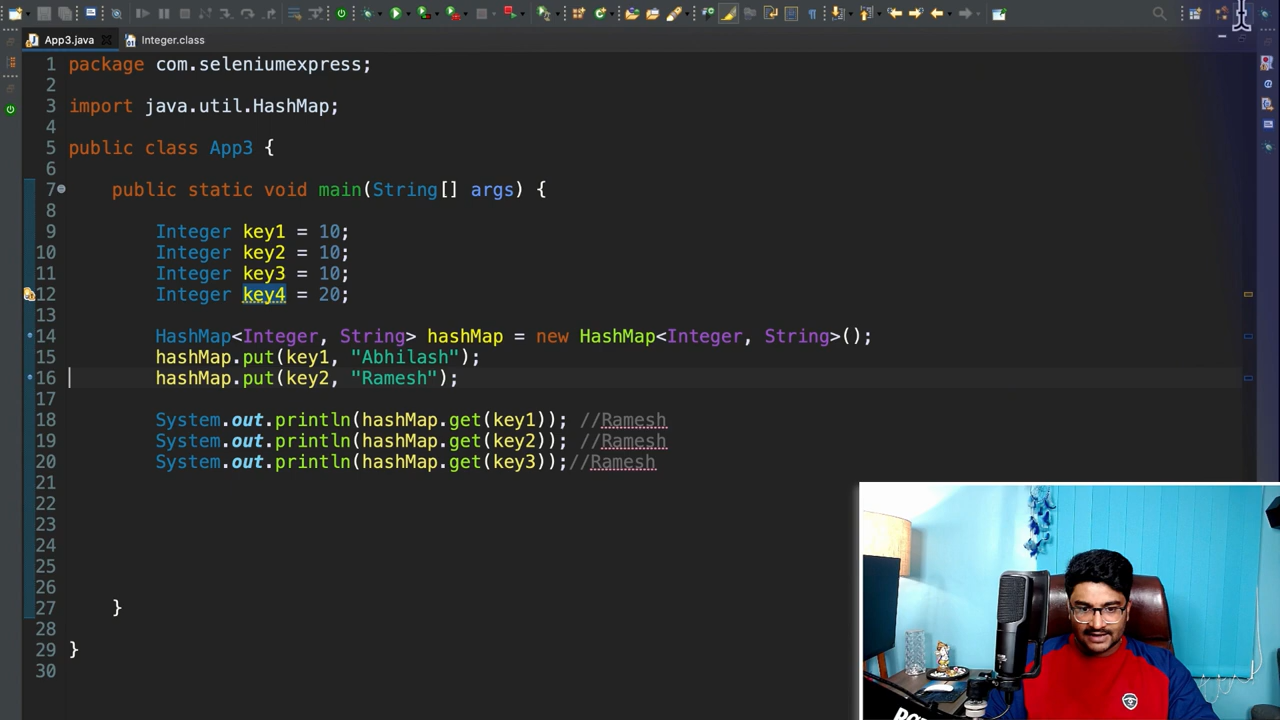 App3.java
Integer.class
1 package com.seleniumexpress;
2
3 import java.util.HashMap;
4
5 public class App3 {
6
7 public static void main(String[] args) {
8
9 Integer key1 = 10;
10 Integer key2 = 10;
11 Integer key3 = 10;
12 Integer key4 = 20;
13
14 HashMap<Integer, String> hashMap = new HashMap<Integer, String>();
15 hashMap.put(key1, "Abhilash");
16 hashMap.put(key2, "Ramesh");
17
18 System.out.println(hashMap.get(key1)); //Ramesh
19 System.out.println(hashMap.get(key2)); //Ramesh
20 System.out.println(hashMap.get(key3));//Ramesh
21
22
23
24
25
26
27 }
28
29 }
30